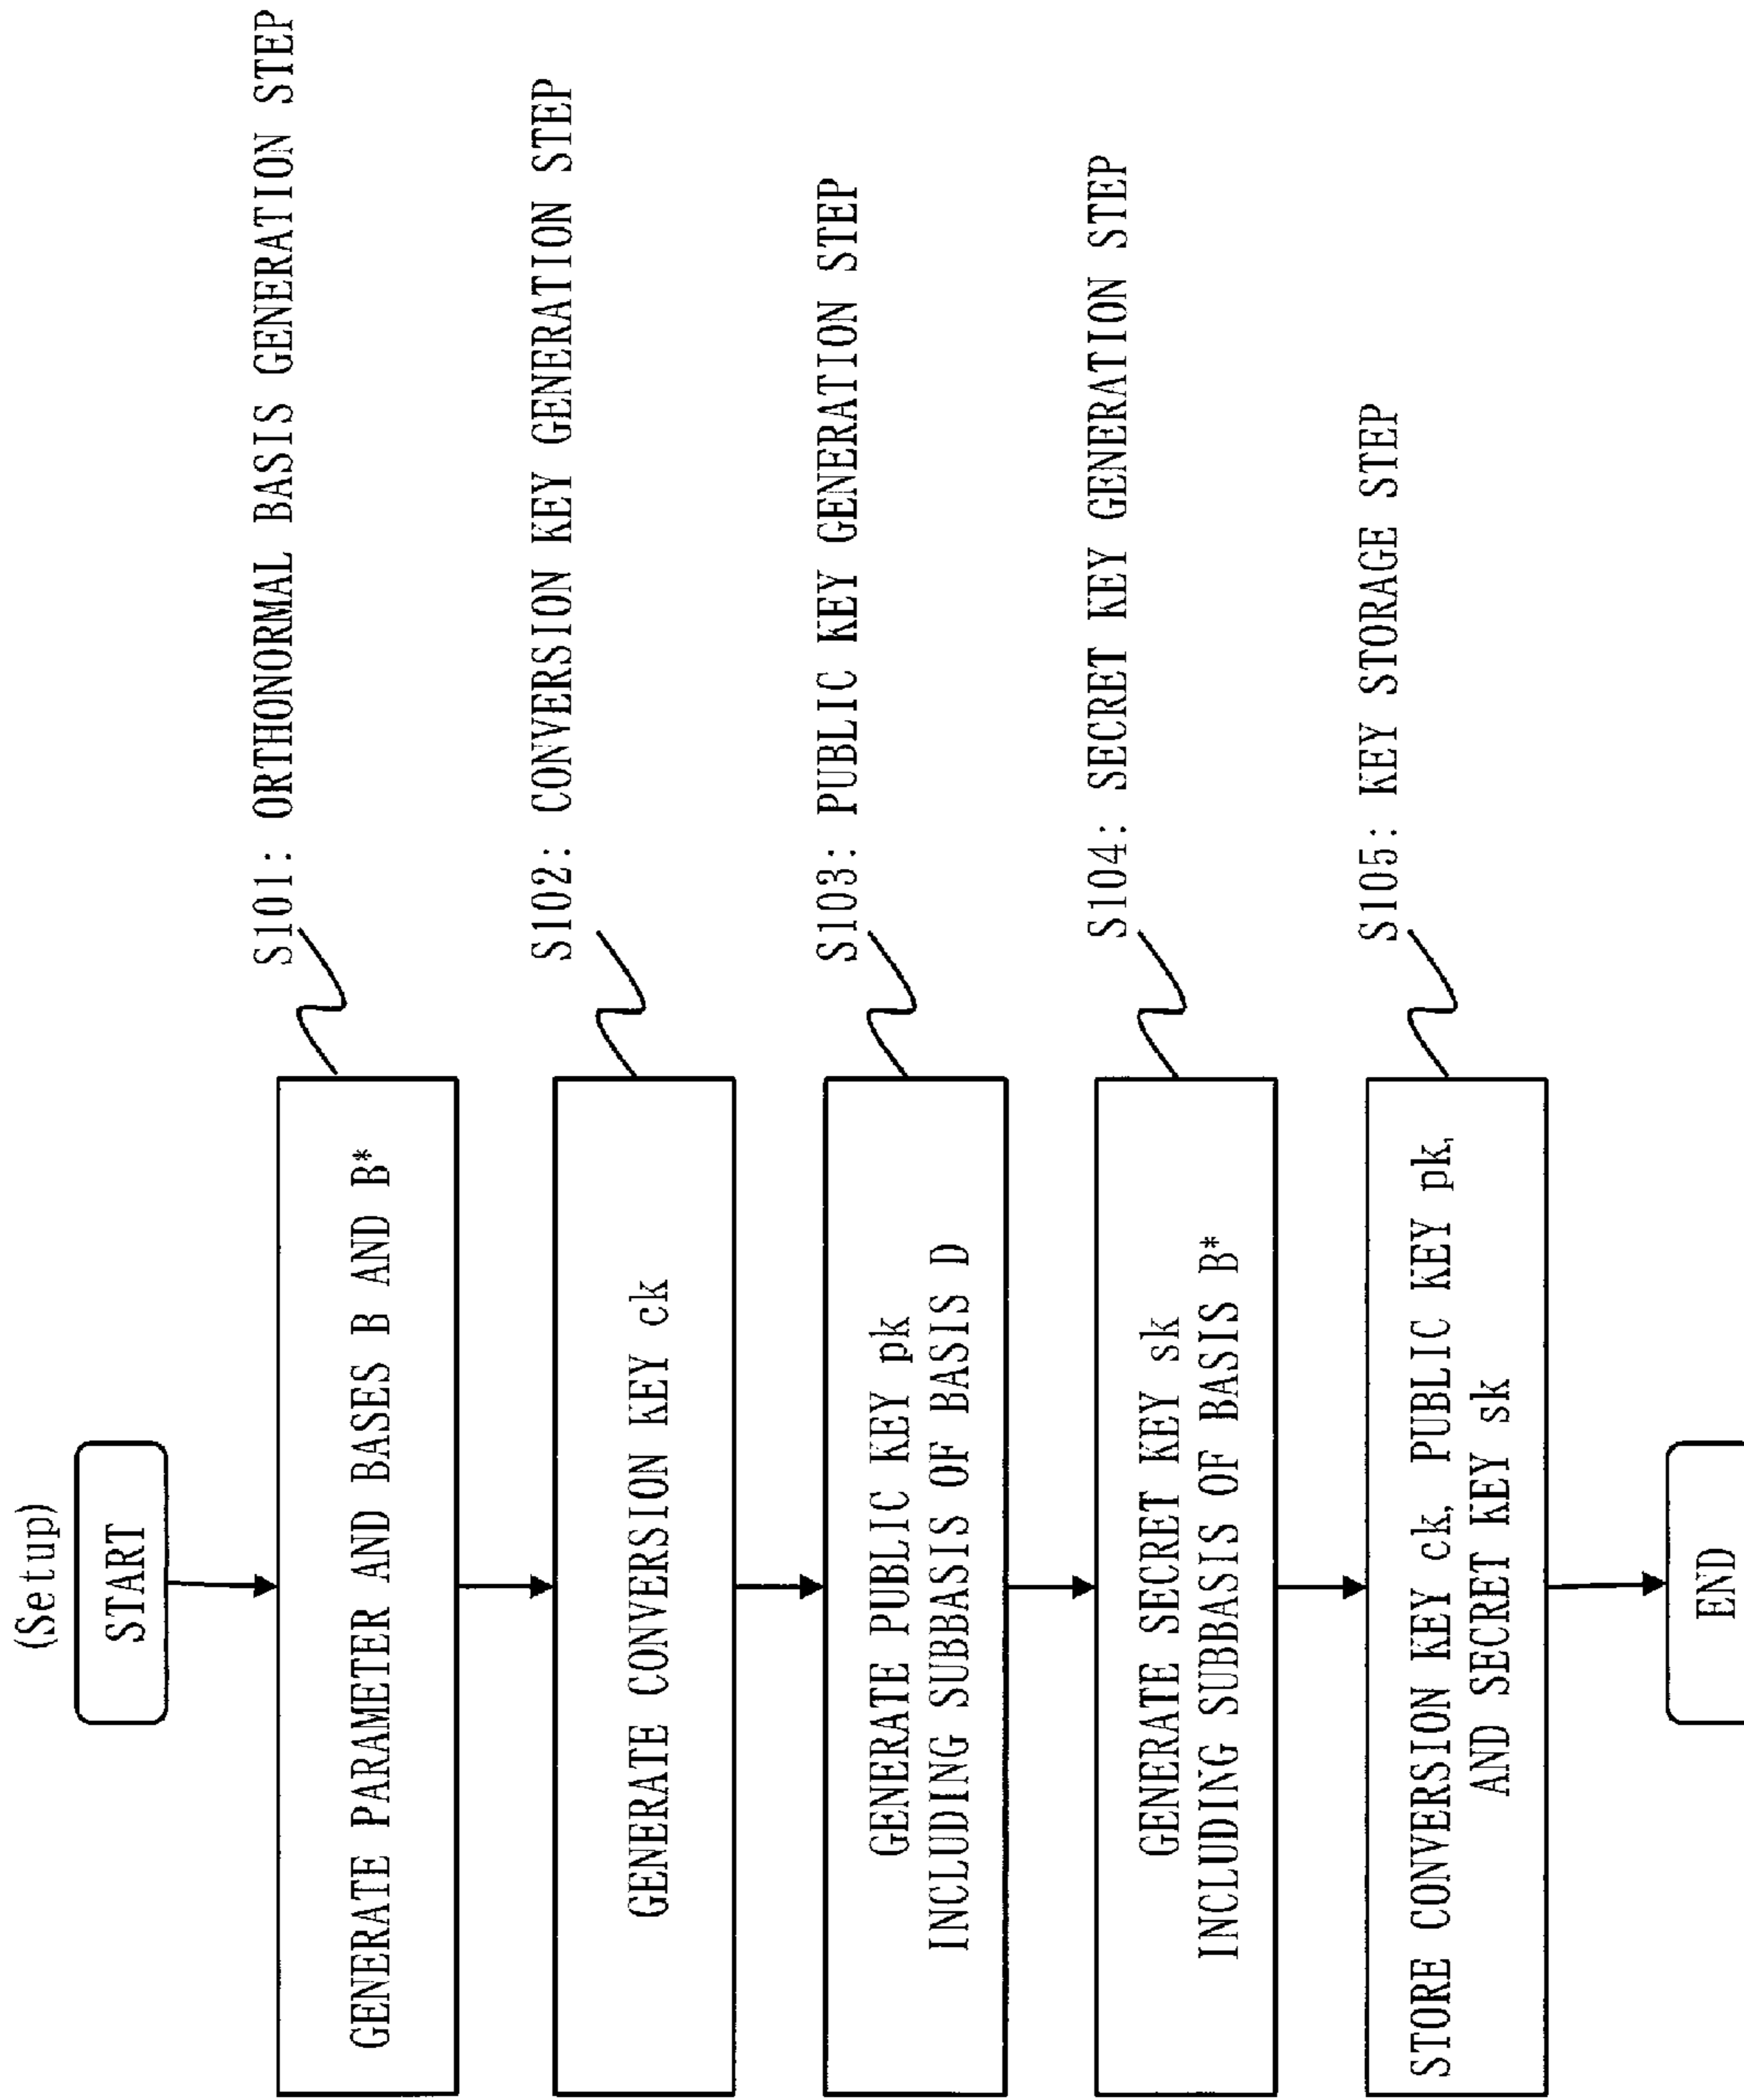 (Setup)
START
GENERATE PARAMETER AND BASES B AND B*
S101: ORTHONORMAL BASIS GENERATION STEP
GENERATE CONVERSION KEY ck
S102: CONVERSION KEY GENERATION STEP
GENERATE PUBLIC KEY pk
INCLUDING SUBBASIS OF BASIS D
S103: PUBLIC KEY GENERATION STEP
GENERATE SECRET KEY sk
INCLUDING SUBBASIS OF BASIS B*
S104: SECRET KEY GENERATION STEP
STORE CONVERSION KEY ck, PUBLIC KEY pk,
AND SECRET KEY sk
S105: KEY STORAGE STEP
END